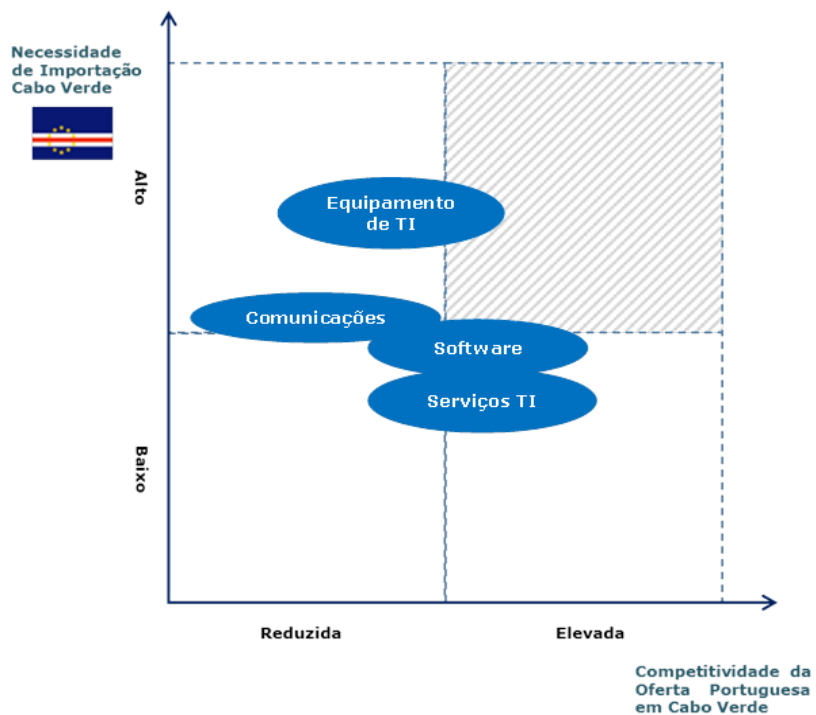 Necessidade
de Importação
Cabo Verde
Alto
Equipamento
de TI
Comunicações
Software
Serviços TI
Baixo
Reduzida
Elevada
Competitividade da
Oferta Portuguesa
em Cabo Verde